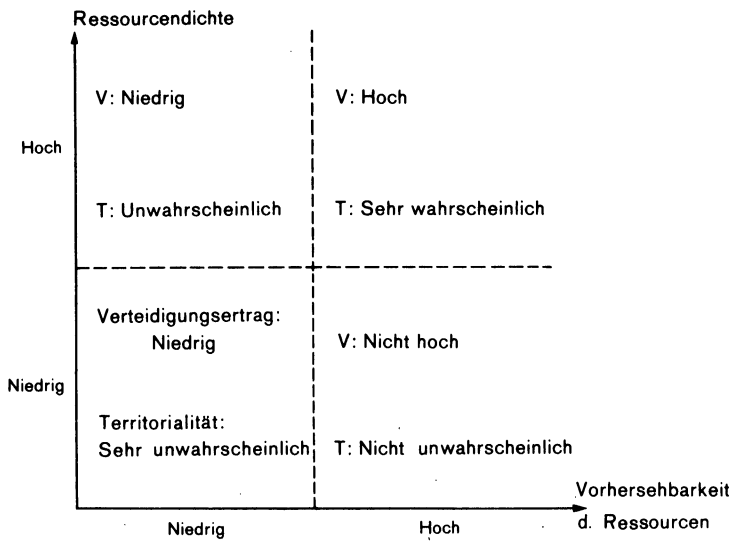 Ressourcendichte
V: Niedrig
V: Hoch
Hoch
T: Unwahrscheinlich
T: Sehr wahrscheinlich
Verteidigungsertrag:
Niedrig
V: Nicht hoch
Niedrig
Territorialität:
Sehr unwahrscheinlich
T: Nicht unwahrscheinlich
Vorhersehbarkeit
d. Ressourcen
Niedrig
Hoch